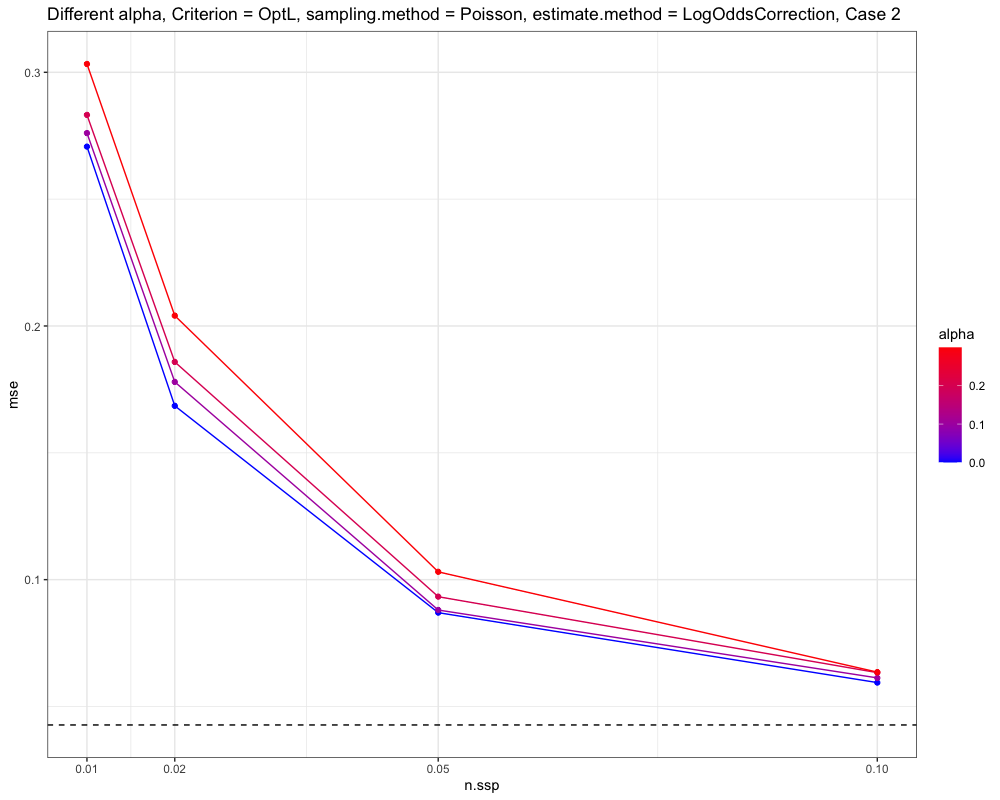 Different alpha, Criterion = OptL, sampling.method = Poisson, estimate.method = LogOddsCorrection, Case 2
0.3
0.2
0.1
mse
0.01
0.02
0.05
0.10
n.ssp
alpha
0.2
0.1
0.0